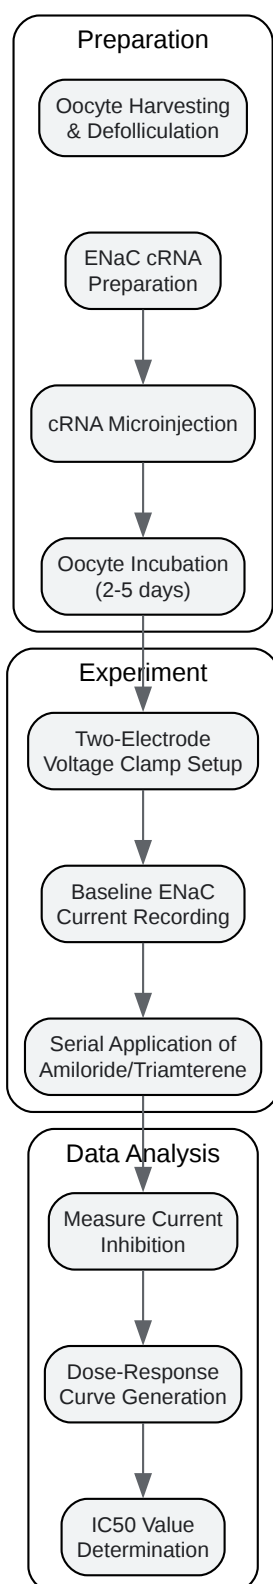 Preparation
Oocyte Harvesting
& Defolliculation
ENaC cRNA
Preparation
cRNA Microinjection
Oocyte Incubation
(2-5 days)
Experiment
Two-Electrode
Voltage Clamp Setup
Baseline ENaC
Current Recording
Serial Application of
Amiloride/Triamterene
Data Analysis
Measure Current
Inhibition
Dose-Response
Curve Generation
IC50 Value
Determination